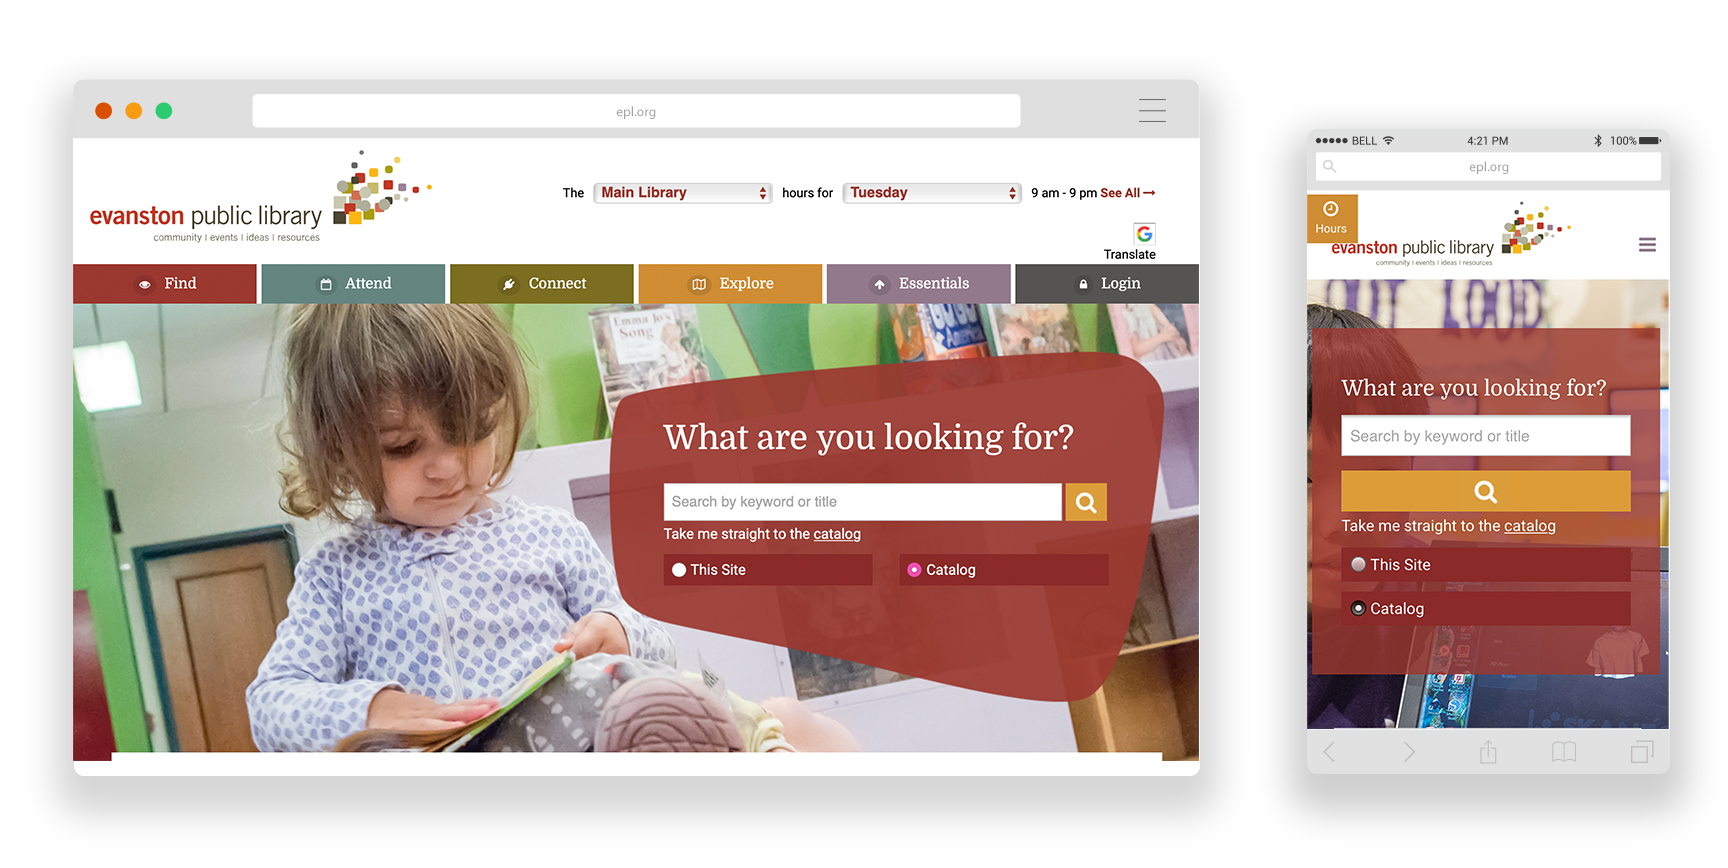 epl.org
evanston public library
community | events | ideas | resources
The Main Library hours for Tuesday 9 am - 9 pm See All →
Translate
Find Attend Connect Explore Essentials Login
Emma Jo's
Song
What are you looking for?
Search by keyword or title
Take me straight to the catalog
This Site Catalog
BELL 4:21 PM 100%
epl.org
Hours
evanston public library
community | events | ideas | resources
What are you looking for?
Search by keyword or title
Take me straight to the catalog
This Site
Catalog